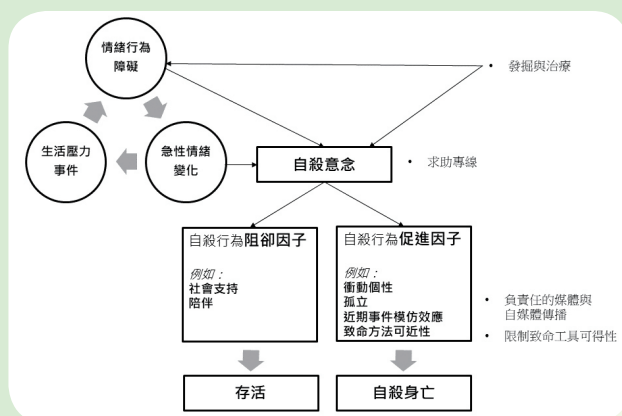 情緒行為
障礙
生活壓力
事件
急性情緒
變化
• 發掘與治療
自殺意念
• 求助專線
自殺行為阻卻因子
例如：
社會支持
陪伴
自殺行為促進因子
例如：
衝動個性
孤立
近期事件模仿效應
致命方法可近性
• 負責任的媒體與
自媒體傳播
• 限制致命工具可得性
存活
自殺身亡